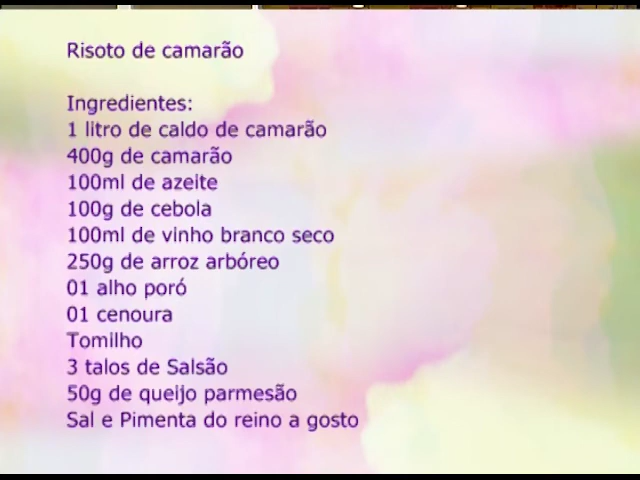 Risoto de camarão
Ingredientes:
1 litro de caldo de camarão
400g de camarão
100ml de azeite
100g de cebola
100ml de vinho branco seco
250g de arroz arbóreo
01 alho poró
01 cenoura
Tomilho
3 talos de Salsão
50g de queijo parmesão
Sal e Pimenta do reino a gosto